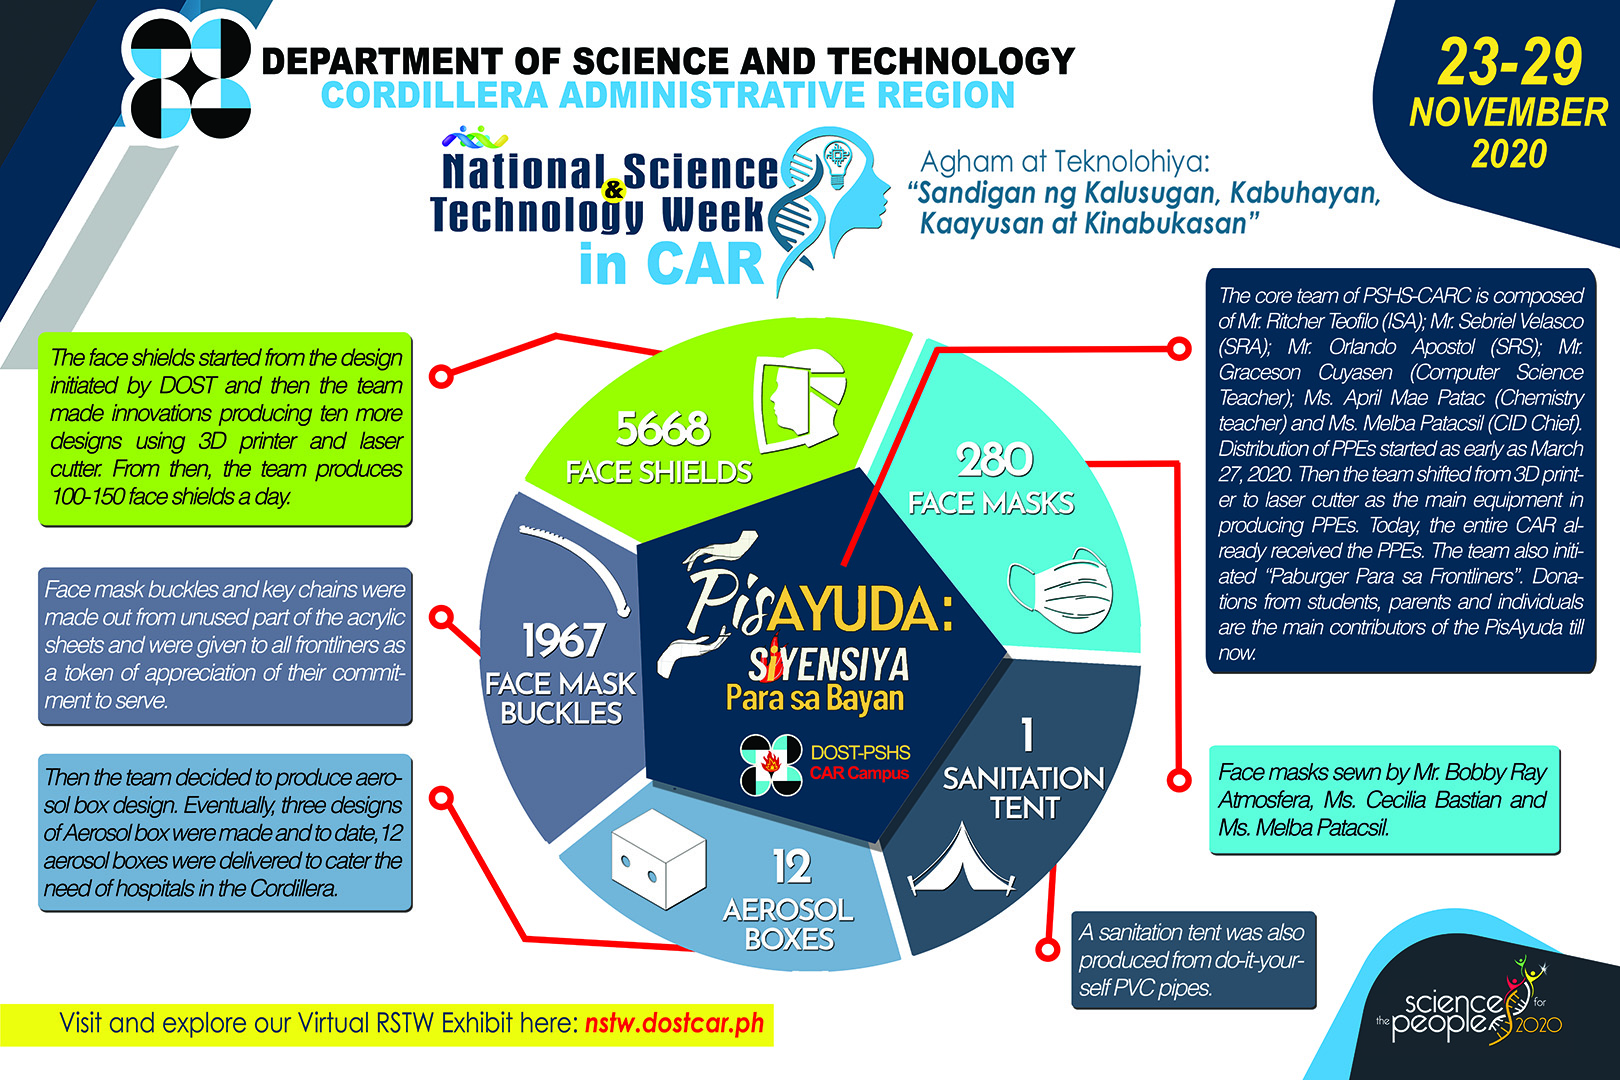 DEPARTMENT OF SCIENCE AND TECHNOLOGY
CORDILLERA ADMINISTRATIVE REGION
23-29
NOVEMBER
2020
National Science
&
Technology Week
in CAR
Agham at Teknolohiya:
“Sandigan ng Kalusugan, Kabuhayan,
Kaayusan at Kinabukasan”
The face shields started from the design
initiated by DOST and then the team
made innovations producing ten more
designs using 3D printer and laser
cutter. From then, the team produces
100-150 face shields a day.
Face mask buckles and key chains were
made out from unused part of the acrylic
sheets and were given to all frontliners as
a token of appreciation of their commit-
ment to serve.
Then the team decided to produce aero-
sol box design. Eventually, three designs
of Aerosol box were made and to date, 12
aerosol boxes were delivered to cater the
need of hospitals in the Cordillera.
5668
FACE SHIELDS
280
FACE MASKS
1967
FACE MASK
BUCKLES
PisAYUDA:
SiYENSIYA
Para sa Bayan
DOST-PSHS
CAR Campus
1
SANITATION
TENT
12
AEROSOL
BOXES
The core team of PSHS-CARC is composed
of Mr. Ritcher Teofilo (ISA); Mr. Sebriel Velasco
(SRA); Mr. Orlando Apostol (SRS); Mr.
Graceson Cuyasen (Computer Science
Teacher); Ms. April Mae Patac (Chemistry
teacher) and Ms. Melba Patacsil (CID Chief).
Distribution of PPEs started as early as March
27, 2020. Then the team shifted from 3D print-
er to laser cutter as the main equipment in
producing PPEs. Today, the entire CAR al-
ready received the PPEs. The team also initi-
ated “Paburger Para sa Frontliners”. Dona-
tions from students, parents and individuals
are the main contributors of the PisAyuda till
now.
Face masks sewn by Mr. Bobby Ray
Atmosfera, Ms. Cecilia Bastian and
Ms. Melba Patacsil.
A sanitation tent was also
produced from do-it-your-
self PVC pipes.
Visit and explore our Virtual RSTW Exhibit here: nstw.dostcar.ph
science for
the people 2020